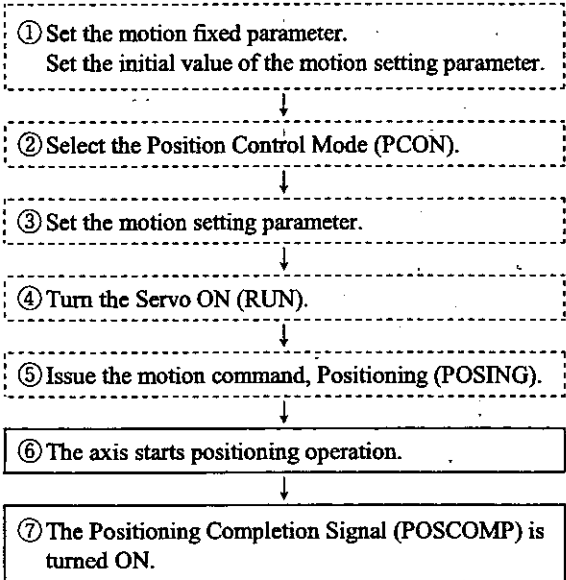 ① Set the motion fixed parameter.
Set the initial value of the motion setting parameter.
② Select the Position Control Mode (PCON).
③ Set the motion setting parameter.
④ Turn the Servo ON (RUN).
⑤ Issue the motion command, Positioning (POSING).
⑥ The axis starts positioning operation.
⑦ The Positioning Completion Signal (POSCOMP) is
turned ON.